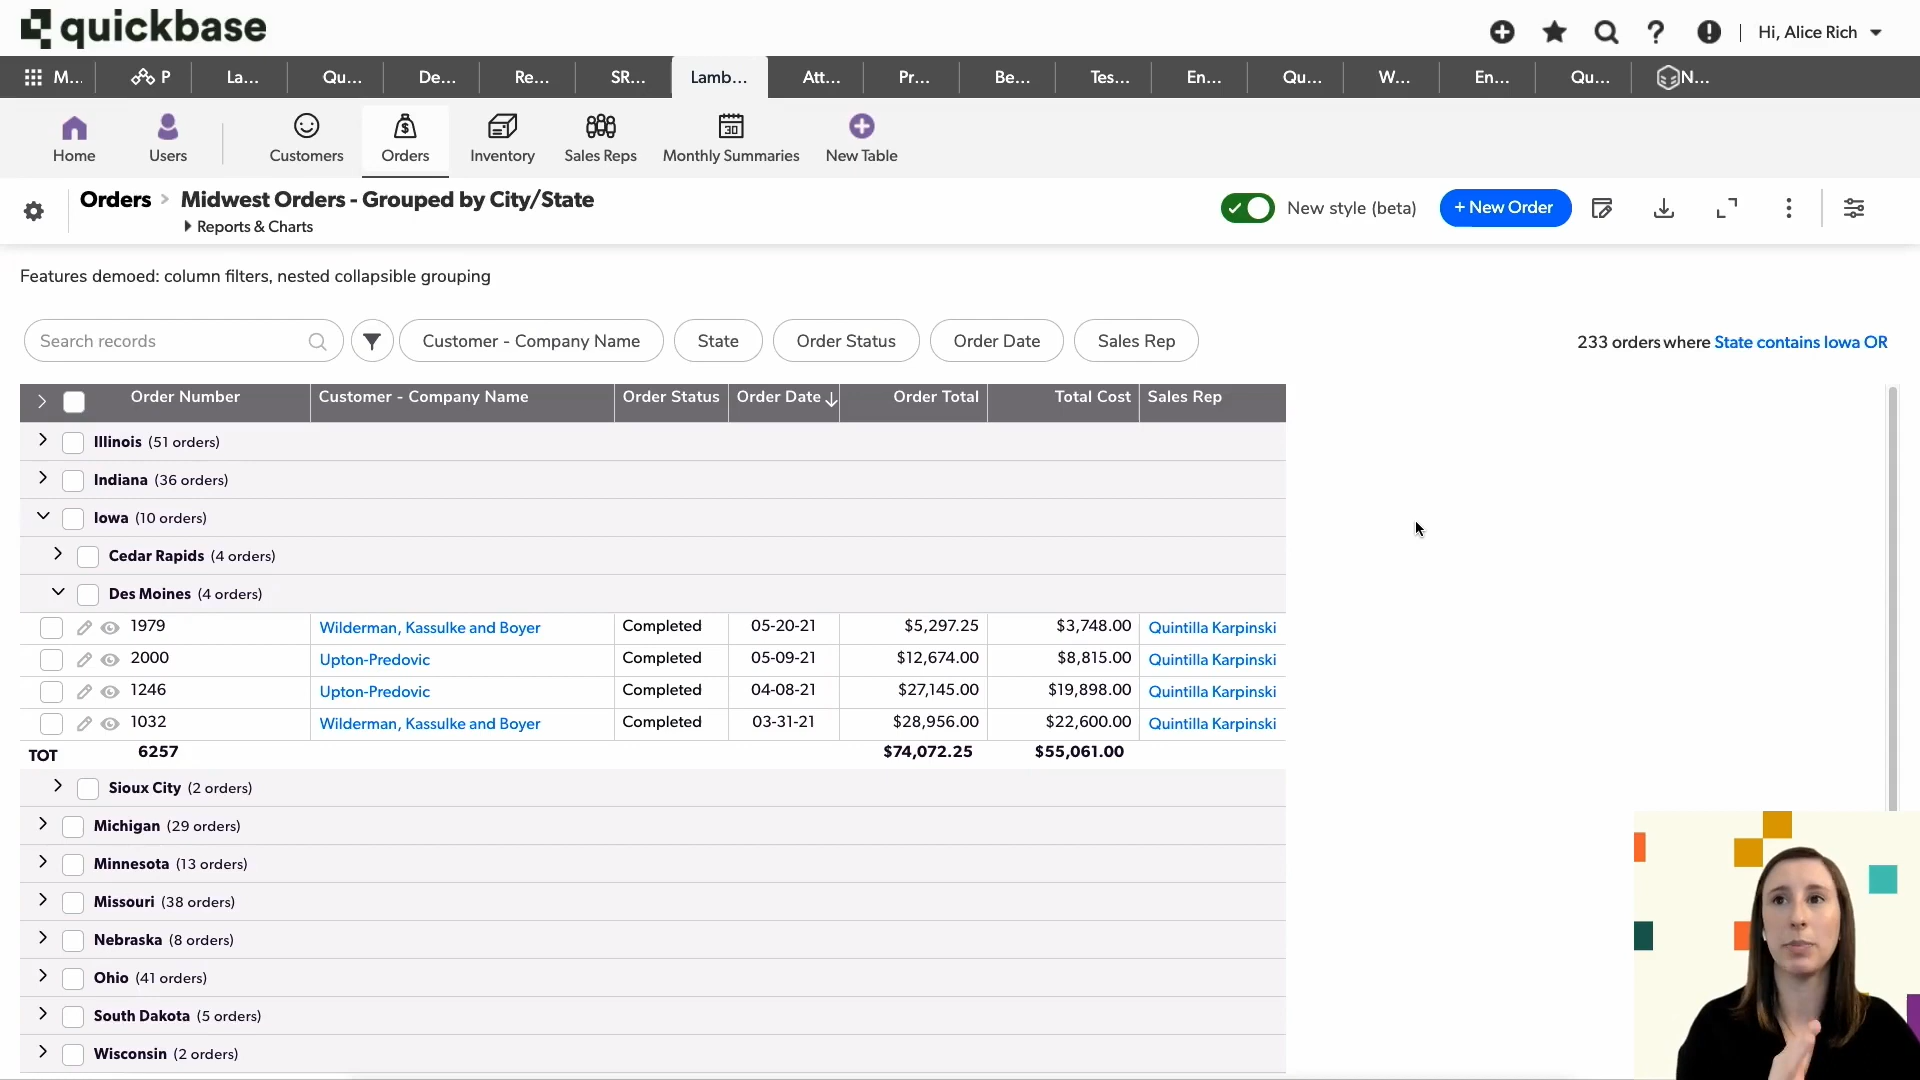 quickbase
Hi, Alice Rich
M...
P
La...
Qu...
De...
Re...
SR...
Lamb...
Att...
Pr...
Be...
Tes...
En...
Qu...
W...
En...
Qu...
N...
Home
Users
Customers
Orders
Inventory
Sales Reps
30
Monthly Summaries
New Table
Orders > Midwest Orders - Grouped by City/State
Reports & Charts
New style (beta)
+ New Order
Features demoed: column filters, nested collapsible grouping
Search records
Customer - Company Name
State
Order Status
Order Date
Sales Rep
233 orders where State contains Iowa OR
Order Number Customer - Company Name Order Status Order Date Order Total Total Cost Sales Rep
Illinois (51 orders)
Indiana (36 orders)
Iowa (10 orders)
Cedar Rapids (4 orders)
Des Moines (4 orders)
1979 Wilderman, Kassulke and Boyer Completed 05-20-21 $5,297.25 $3,748.00 Quintilla Karpinski
2000 Upton-Predovic Completed 05-09-21 $12,674.00 $8,815.00 Quintilla Karpinski
1246 Upton-Predovic Completed 04-08-21 $27,145.00 $19,898.00 Quintilla Karpinski
1032 Wilderman, Kassulke and Boyer Completed 03-31-21 $28,956.00 $22,600.00 Quintilla Karpinski
TOT 6257 $74,072.25 $55,061.00
Sioux City (2 orders)
Michigan (29 orders)
Minnesota (13 orders)
Missouri (38 orders)
Nebraska (8 orders)
Ohio (41 orders)
South Dakota (5 orders)
Wisconsin (2 orders)